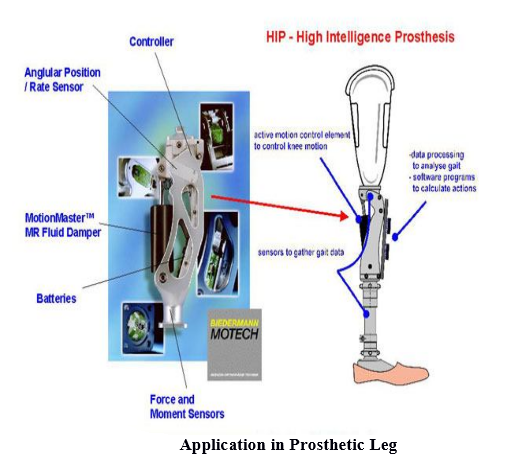 HIP - High Intelligence Prosthesis
Controller
Anglular Position
/ Rate Sensor
MotionMaster™
MR Fluid Damper
Batteries
Force and
Moment Sensors
BIEDERMANN
MOTECH
active motion control element
to control knee motion
-data processing
to analyse gait
- software programs
to calculate actions
sensors to gather gait data
Application in Prosthetic Leg